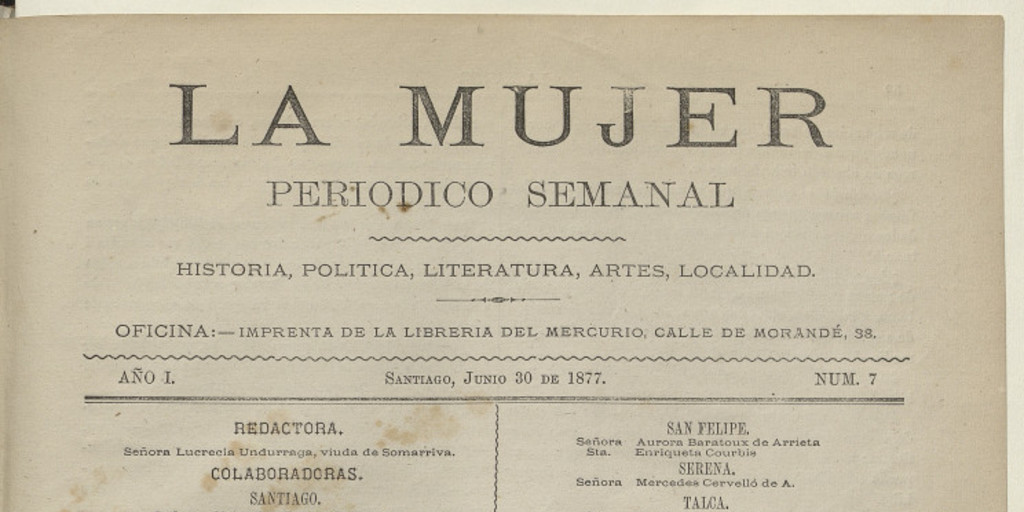 LA MUJER
PERIODICO SEMANAL
HISTORIA, POLITICA, LITERATURA, ARTES, LOCALIDAD.
OFICINA:—IMPRENTA DE LA LIBRERIA DEL MERCURIO, CALLE DE MORANDÉ, 38.
AÑO I. SANTIAGO, JUNIO 30 DE 1877. NUM. 7
REDACTORA.
Señora Lucrecia Undurraga, viuda de Somarriva.
COLABORADORAS.
SANTIAGO.
SAN FELIPE.
Señora Aurora Baratoux de Arrieta
Sta. Enriqueta Courbis
SERENA.
Señora Mercedes Cervelló de A.
TALCA.